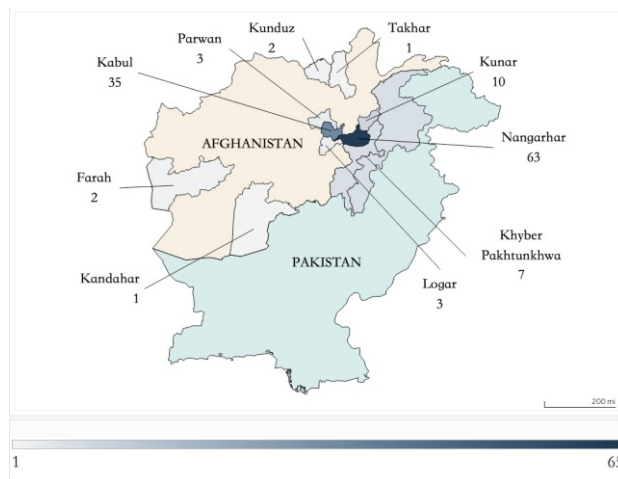 Kunduz
2
Takhar
1
Parwan
3
Kabul
35
Kunar
10
AFGHANISTAN
Nangarhar
63
Farah
2
Khyber
Pakhtunkhwa
7
PAKISTAN
Kandahar
1
Logar
3
200 mi
1
65